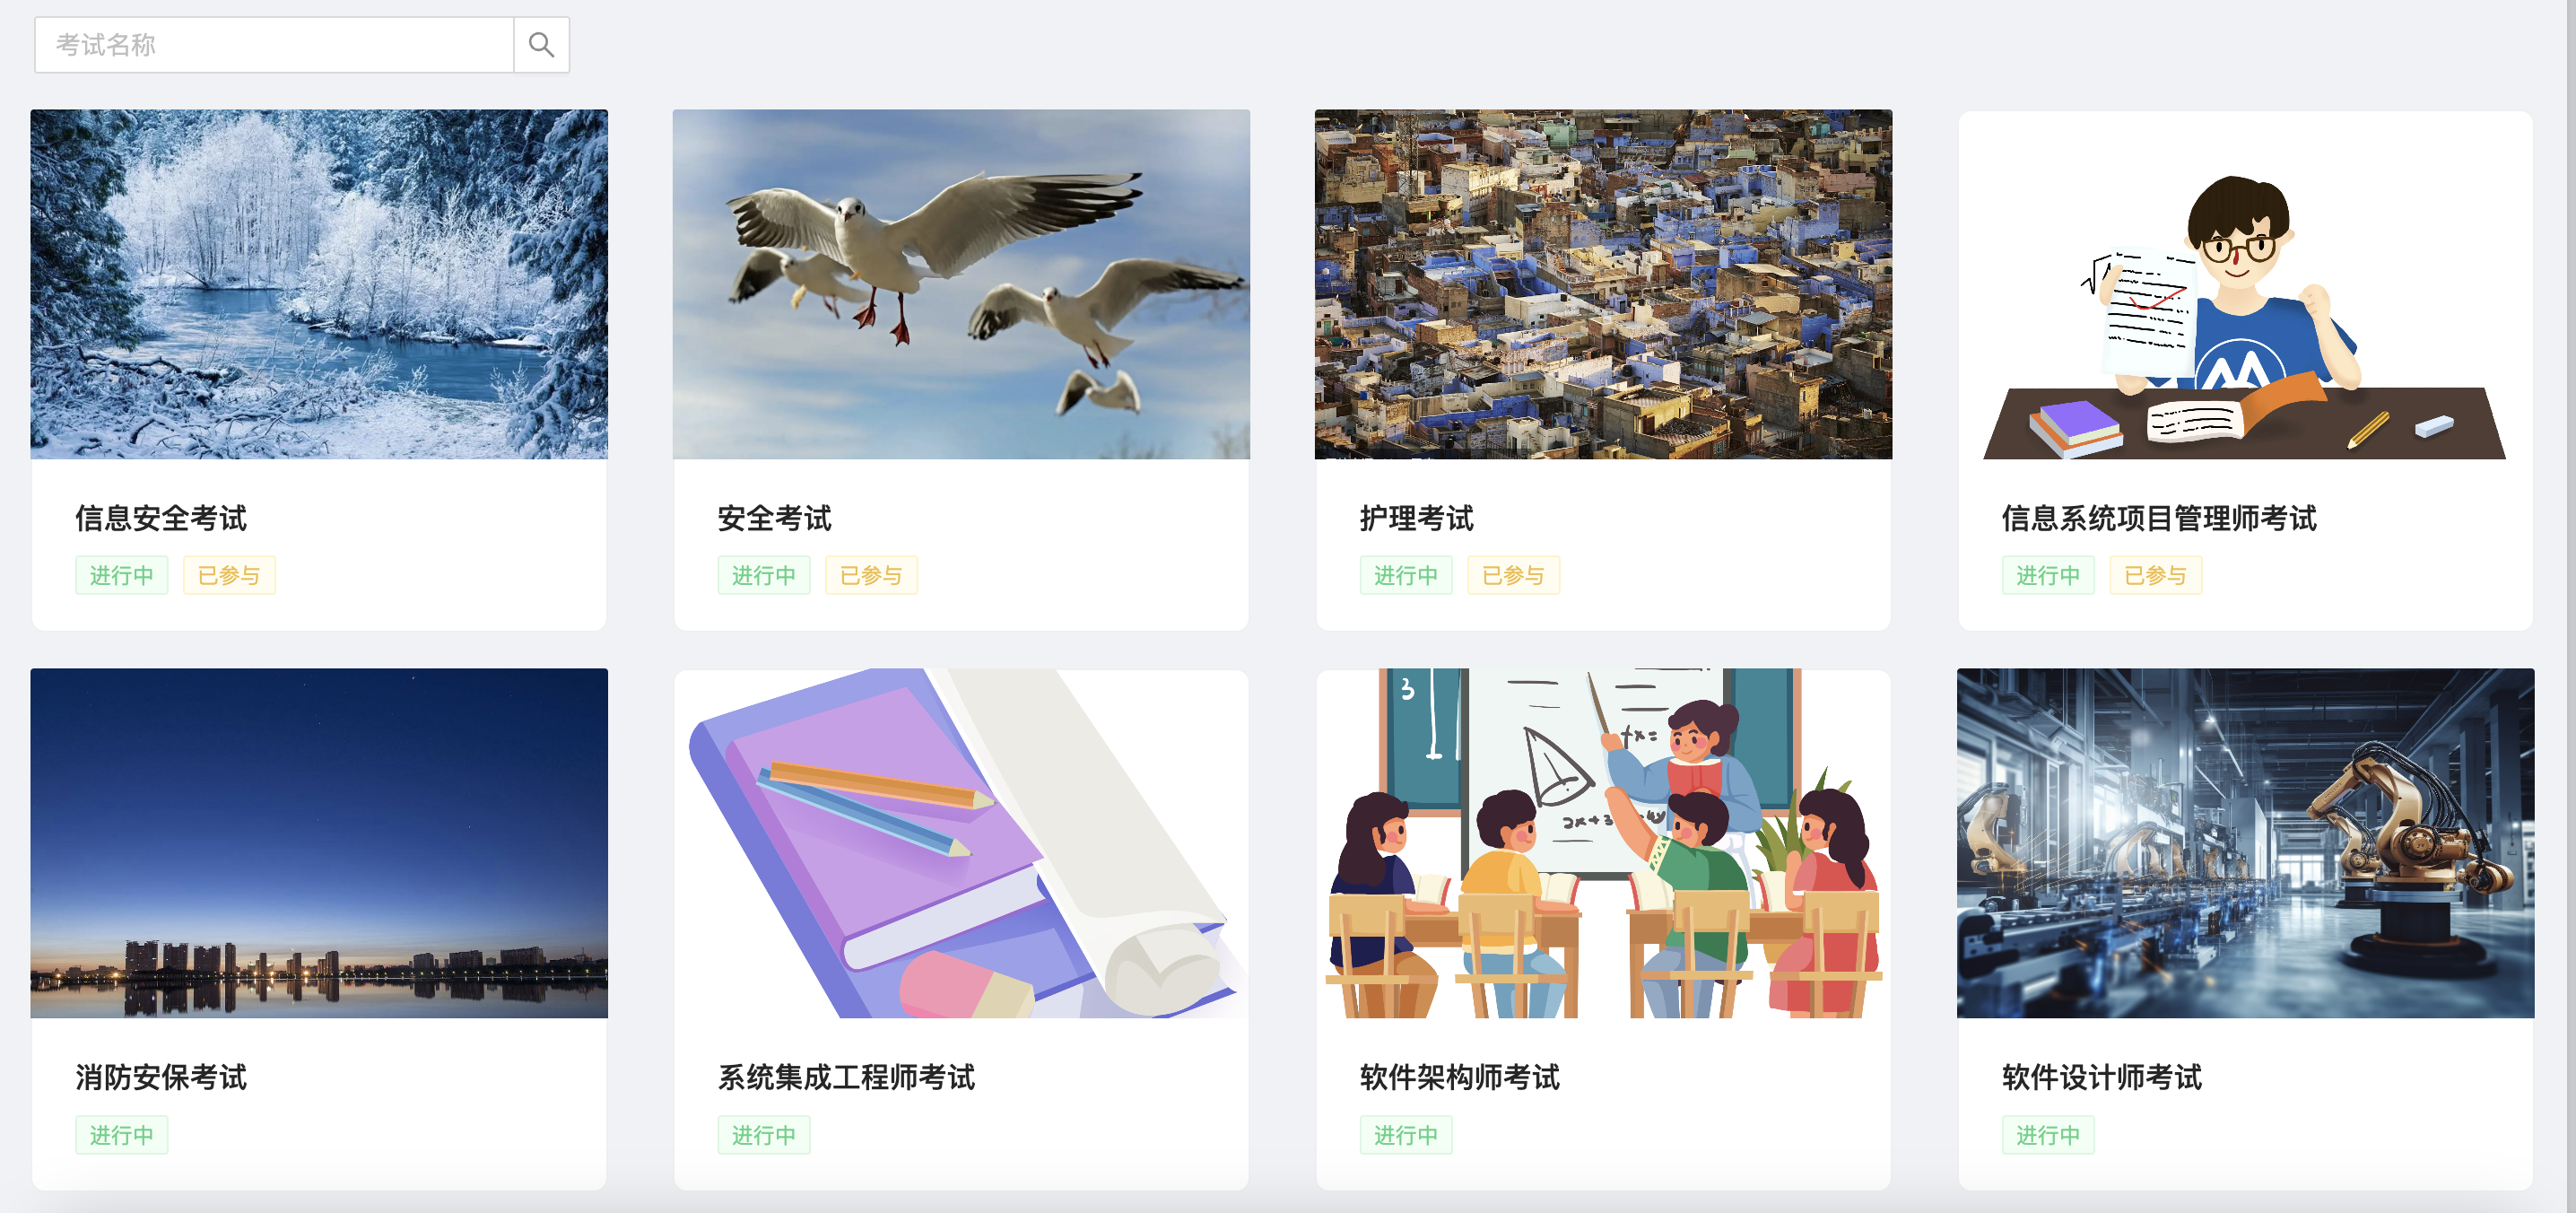 考试名称
信息安全考试
进行中 已参与
安全考试
进行中 已参与
护理考试
进行中 已参与
信息系统项目管理师考试
进行中 已参与
3
fx=
消防安保考试
进行中
系统集成工程师考试
进行中
软件架构师考试
进行中
软件设计师考试
进行中